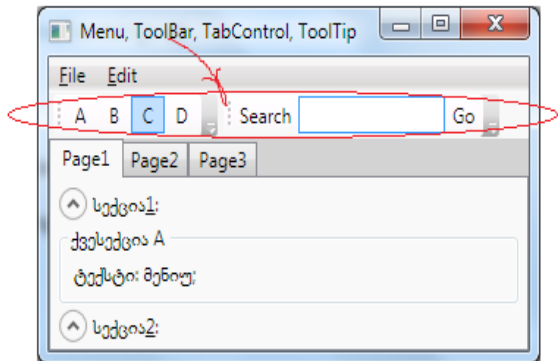 Menu, ToolBar, TabControl, ToolTip
File Edit
A B C D Search Go
Page1 Page2 Page3
სექცია1:
ქვესექცია A
ტექსტი: მენიუ;
სექცია2: